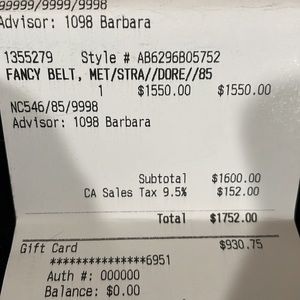 99999/9999/9998
Advisor: 1098 Barbara
1355279 Style # AB6296B05752
FANCY BELT, MET/STRA//DORE//85
1 $1550.00 $1550.00
NC546/85/9998
Advisor: 1098 Barbara
Subtotal $1600.00
CA Sales Tax 9.5% $152.00
Total $1752.00
Gift Card $930.75
***************6951
Auth #: 000000
Balance: $0.00